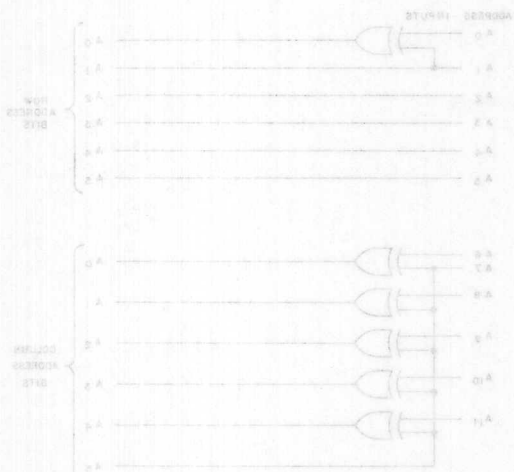 ADDRESS INPUTS
A0
A0
A1
A1
A2
A2
A3
A3
A4
A4
A5
A5
ROW
ADDRESS
BITS
A6
A7
A9
A8
A10
A11
A0
A2
A3
A4
A5
COLUMN
ADDRESS
BITS